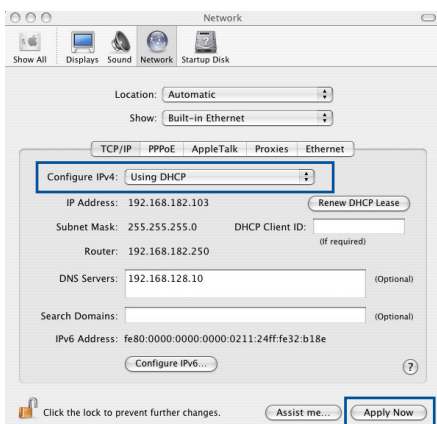 Network
Show All Displays Sound Network Startup Disk
Location: Automatic
Show: Built-in Ethernet
TCP/IP PPPoE AppleTalk Proxies Ethernet
Configure IPv4: Using DHCP
IP Address: 192.168.182.103 Renew DHCP Lease
Subnet Mask: 255.255.255.0 DHCP Client ID:
(If required)
Router: 192.168.182.250
DNS Servers: 192.168.128.10 (Optional)
Search Domains: (Optional)
IPv6 Address: fe80:0000:0000:0000:0211:24ff:fe32:b18e
Configure IPv6... ?
Click the lock to prevent further changes. Assist me... Apply Now